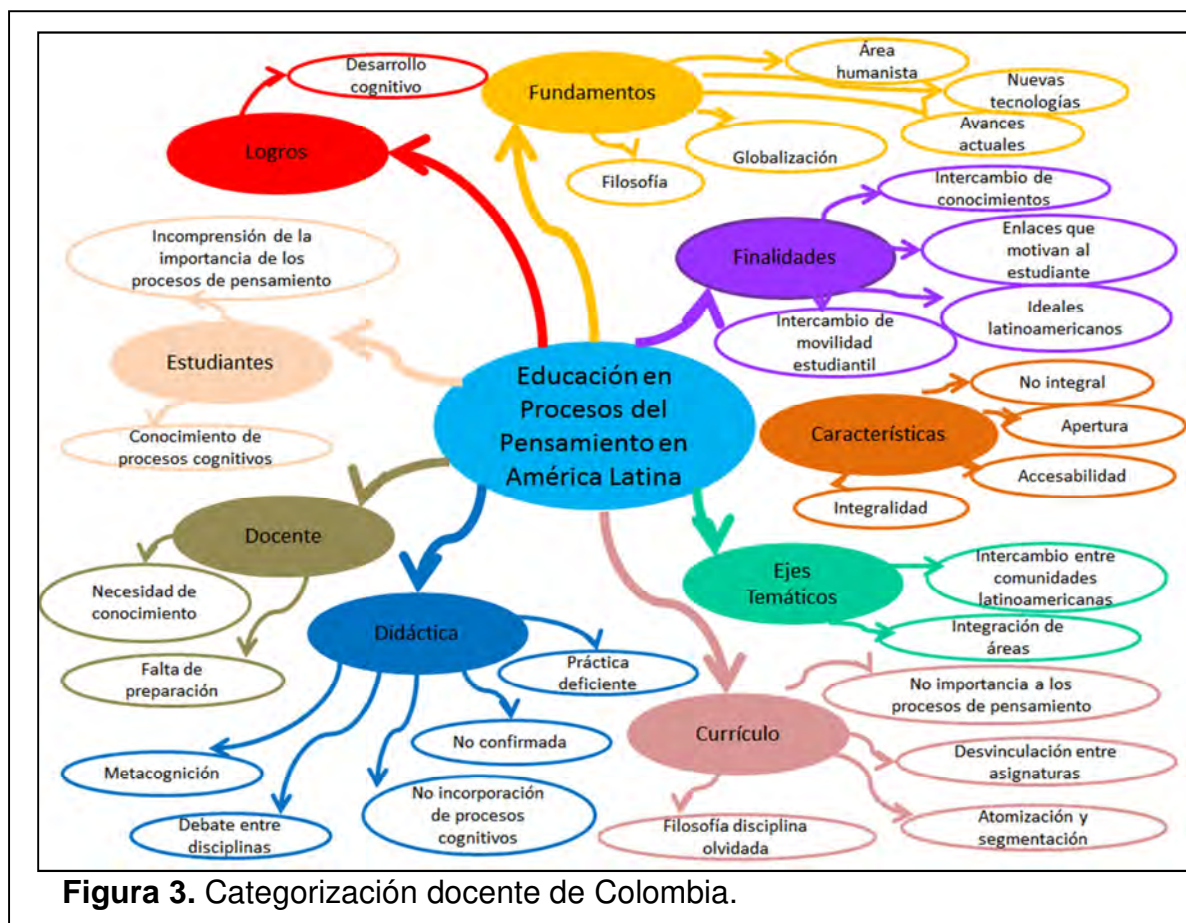 Desarrollo
cognitivo
Logros
Fundamentos
Área
humanista
Nuevas
tecnologías
Avances
actuales
Globalización
Filosofía
Intercambio de
conocimientos
Enlaces que
motivan al
estudiante
Finalidades
Ideales
latinoamericanos
Intercambio de
movilidad
estudiantil
Incomprensión de la
importancia de los
procesos de pensamiento
Estudiantes
Conocimiento de
procesos cognitivos
Educación en
Procesos del
Pensamiento en
América Latina
No integral
Características
Apertura
Accesabilidad
Integralidad
Docente
Necesidad de
conocimiento
Falta de
preparación
Didáctica
Práctica
deficiente
No confirmada
Metacognición
No incorporación
de procesos
cognitivos
Debate entre
disciplinas
Ejes
Temáticos
Intercambio entre
comunidades
latinoamericanas
Integración de
áreas
Currículo
No importancia a los
procesos de pensamiento
Desvinculación entre
asignaturas
Atomización y
segmentación
Filosofía disciplina
olvidada
Figura 3. Categorización docente de Colombia.